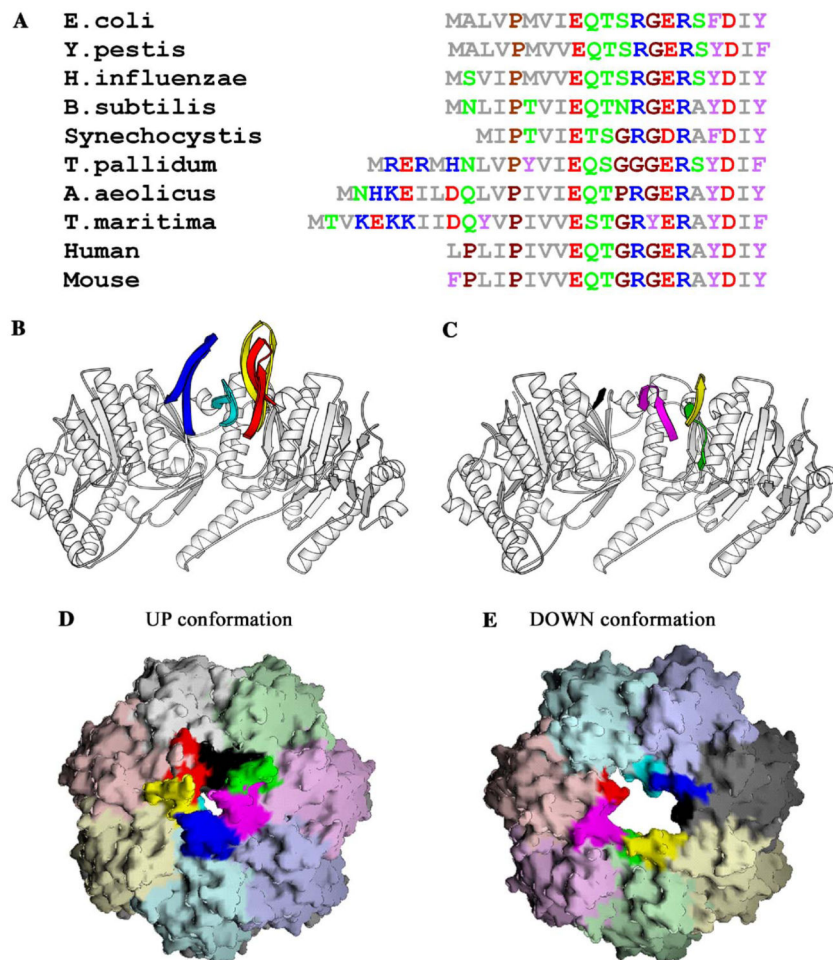 A
E.coli MALVPMVIEQTSRGERSFDIY
Y.pestis MALVPMVVEQTSRGERSYDIF
H.influenzae MSVIPMVVEQTSRGERSYDIY
B.subtilis MNLIPTVIEQTNRGERAYDIY
Synechocystis MIPTVIETSGRGDRAFDIY
T.pallidum MRERMHNLVPYVIEQSGGGERSYDIF
A.aeolicus MNHKEILDQLVPIVIEQTPRGERAYDIY
T.maritima MTVKEKKIIDQYVPIVVESTGRYERAYDIF
Human LPLIPIVVEQTGRGERAYDIY
Mouse FPLIPIVVEQTGRGERAYDIY
B C
D UP conformation E DOWN conformation